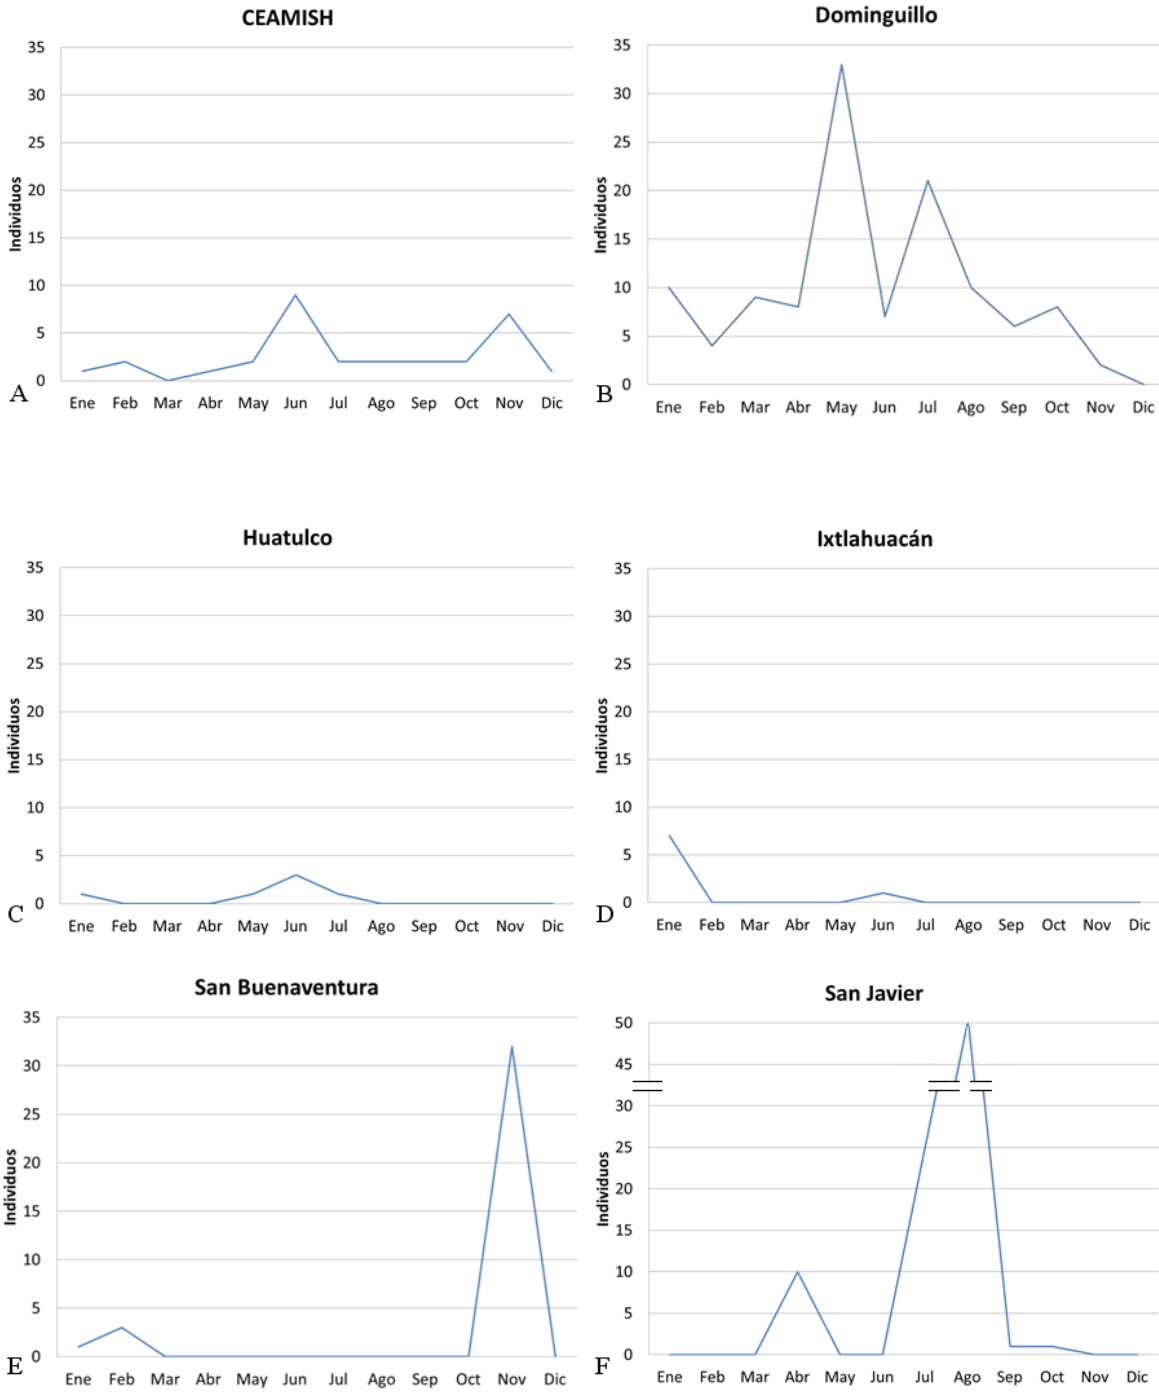 CEAMISH
35
30
25
20
15
10
5
0
Individuos
Ene Feb Mar Abr May Jun Jul Ago Sep Oct Nov Dic
A
Dominguillo
35
30
25
20
15
10
5
0
Individuos
Ene Feb Mar Abr May Jun Jul Ago Sep Oct Nov Dic
B
Huatulco
35
30
25
20
15
10
5
0
Individuos
Ene Feb Mar Abr May Jun Jul Ago Sep Oct Nov Dic
C
Ixtlahuacán
35
30
25
20
15
10
5
0
Individuos
Ene Feb Mar Abr May Jun Jul Ago Sep Oct Nov Dic
D
San Buenaventura
35
30
25
20
15
10
5
0
Individuos
Ene Feb Mar Abr May Jun Jul Ago Sep Oct Nov Dic
E
San Javier
50
45
30
25
20
15
10
5
0
Individuos
Ene Feb Mar Abr May Jun Jul Ago Sep Oct Nov Dic
F